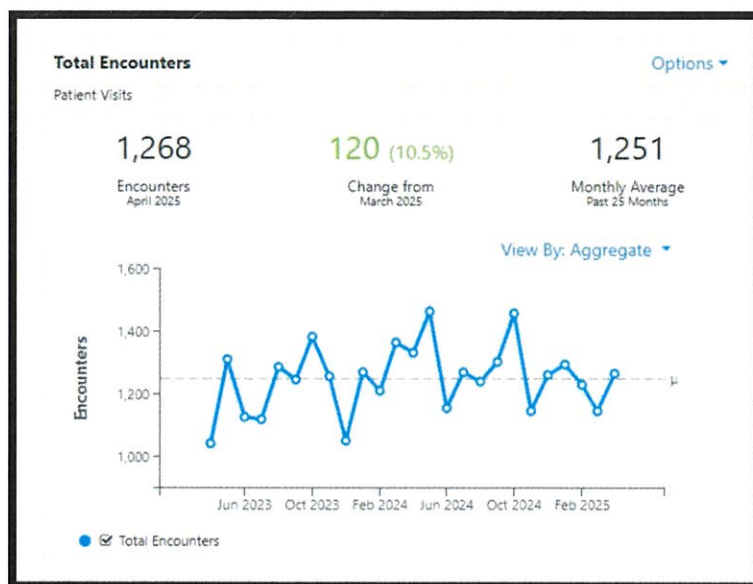 Total Encounters
Options
Patient Visits
1,268
Encounters
April 2025
120 (10.5%)
Change from
March 2025
1,251
Monthly Average
Past 25 Months
View By: Aggregate
1,600
1,400
1,200
1,000
Encounters
μ
Jun 2023 Oct 2023 Feb 2024 Jun 2024 Oct 2024 Feb 2025
Total Encounters